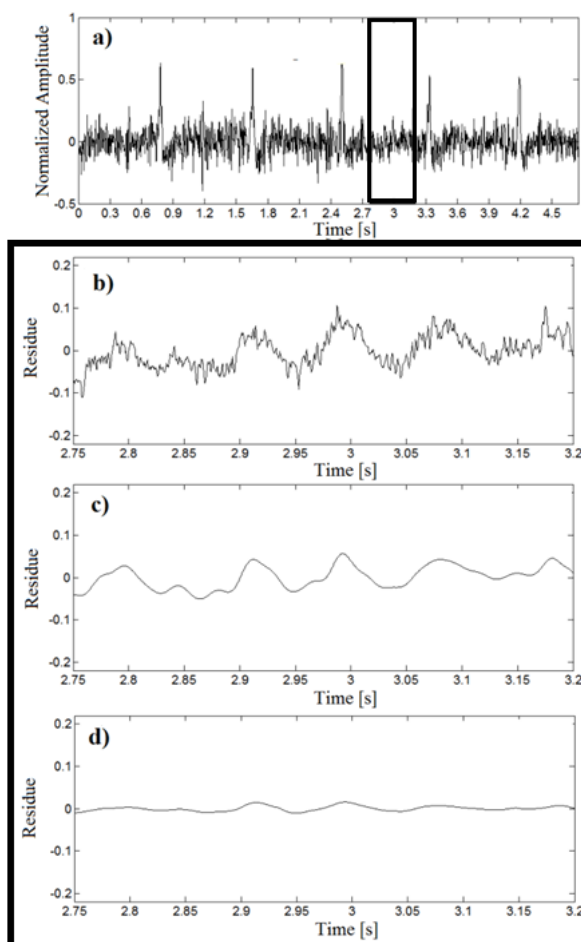 a)
Normalized Amplitude
1
0.5
0
-0.5
0 0.3 0.6 0.9 1.2 1.5 1.8 2.1 2.4 2.7 3 3.3 3.6 3.9 4.2 4.5
Time [s]
b)
Residue
0.2
0.1
0
-0.1
-0.2
2.75 2.8 2.85 2.9 2.95 3 3.05 3.1 3.15 3.2
Time [s]
c)
Residue
0.2
0.1
0
-0.1
-0.2
2.75 2.8 2.85 2.9 2.95 3 3.05 3.1 3.15 3.2
Time [s]
d)
Residue
0.2
0.1
0
-0.1
-0.2
2.75 2.8 2.85 2.9 2.95 3 3.05 3.1 3.15 3.2
Time [s]